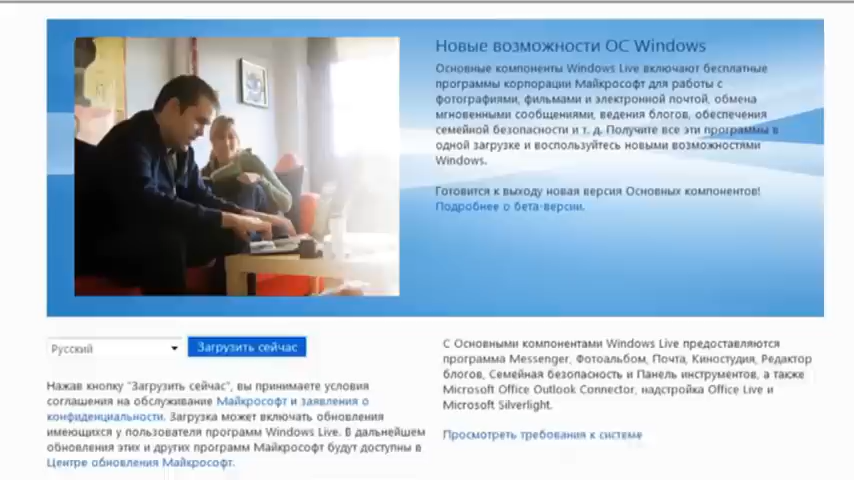 Новые возможности ОС Windows
Основные компоненты Windows Live включают бесплатные
программы корпорации Майкрософт для работы с
фотографиями, фильмами и электронной почтой, обмена
мгновенными сообщениями, ведения блогов, обеспечения
семейной безопасности и т. д. Получите все эти программы в
одной загрузке и воспользуйтесь новыми возможностями
Windows.
Готовится к выходу новая версия Основных компонентов!
Подробнее о бета-версии.
Русский
Загрузить сейчас
Нажав кнопку "Загрузить сейчас", вы принимаете условия
соглашения на обслуживание Майкрософт и заявления о
конфиденциальности. Загрузка может включать обновления
имеющихся у пользователя программ Windows Live. В дальнейшем
обновления этих и других программ Майкрософт будут доступны в
Центре обновления Майкрософт.
С Основными компонентами Windows Live предоставляются
программа Messenger, Фотоальбом, Почта, Киностудия, Редактор
блогов, Семейная безопасность и Панель инструментов, а также
Microsoft Office Outlook Connector, надстройка Office Live и
Microsoft Silverlight.
Просмотреть требования к системе